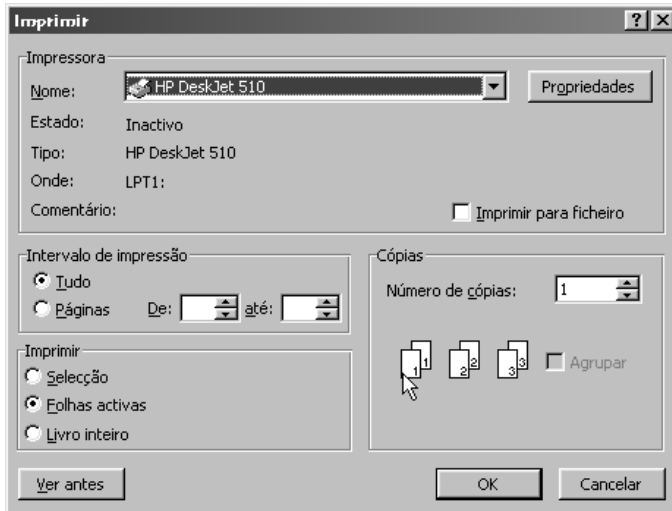 Imprimir
Impressora
Nome: HP DeskJet 510 Propriedades
Estado: Inactivo
Tipo: HP DeskJet 510
Onde: LPT1:
Comentário: Imprimir para ficheiro
Intervalo de impressão
Tudo
Páginas De: até:
Cópias
Número de cópias: 1
1 1 2 2 3 3 Agrupar
Imprimir
Selecção
Folhas activas
Livro inteiro
Ver antes OK Cancelar